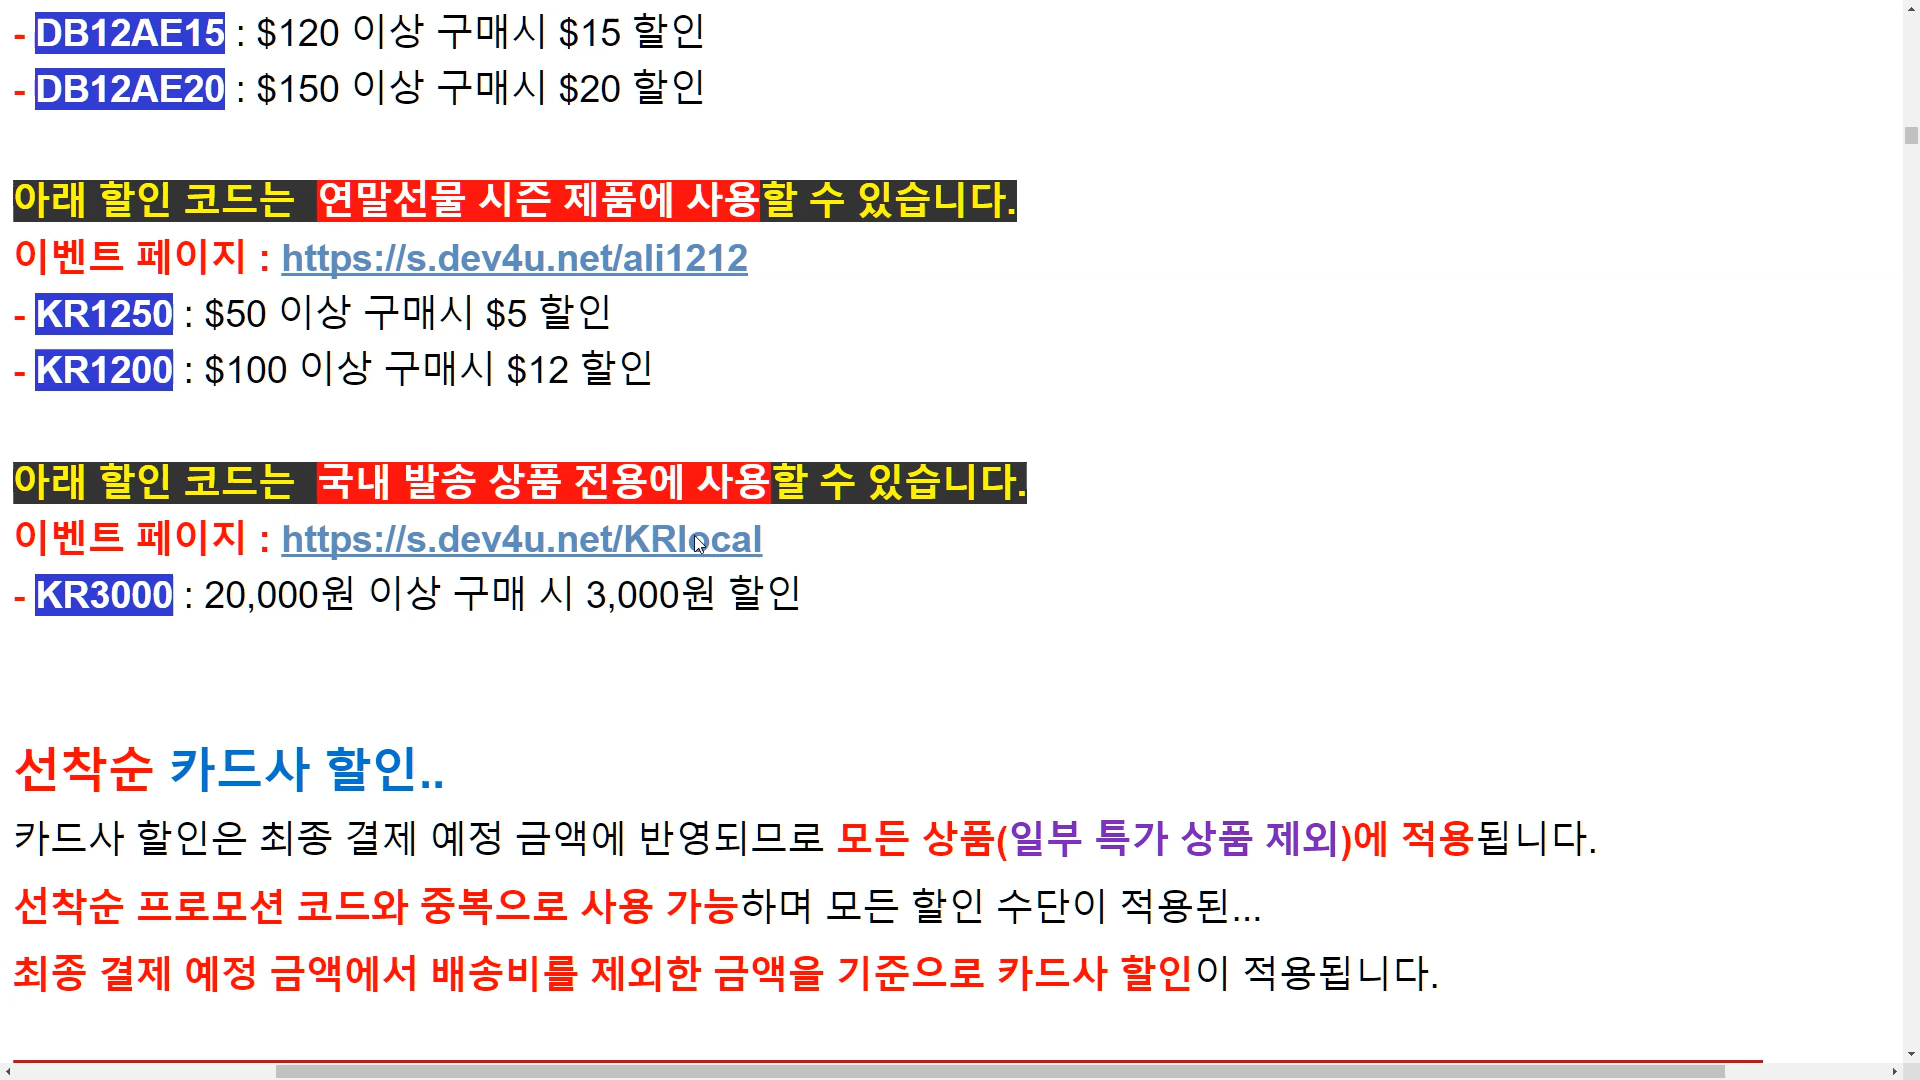 - DB12AE15 : $120 이상 구매시 $15 할인
- DB12AE20 : $150 이상 구매시 $20 할인
아래 할인 코드는 연말선물 시즌 제품에 사용할 수 있습니다.
이벤트 페이지 : https://s.dev4u.net/ali1212
- KR1250 : $50 이상 구매시 $5 할인
- KR1200 : $100 이상 구매시 $12 할인
아래 할인 코드는 국내 발송 상품 전용에 사용할 수 있습니다.
이벤트 페이지 : https://s.dev4u.net/KRlocal
- KR3000 : 20,000원 이상 구매 시 3,000원 할인
선착순 카드사 할인..
카드사 할인은 최종 결제 예정 금액에 반영되므로 모든 상품(일부 특가 상품 제외)에 적용됩니다.
선착순 프로모션 코드와 중복으로 사용 가능하며 모든 할인 수단이 적용된...
최종 결제 예정 금액에서 배송비를 제외한 금액을 기준으로 카드사 할인이 적용됩니다.